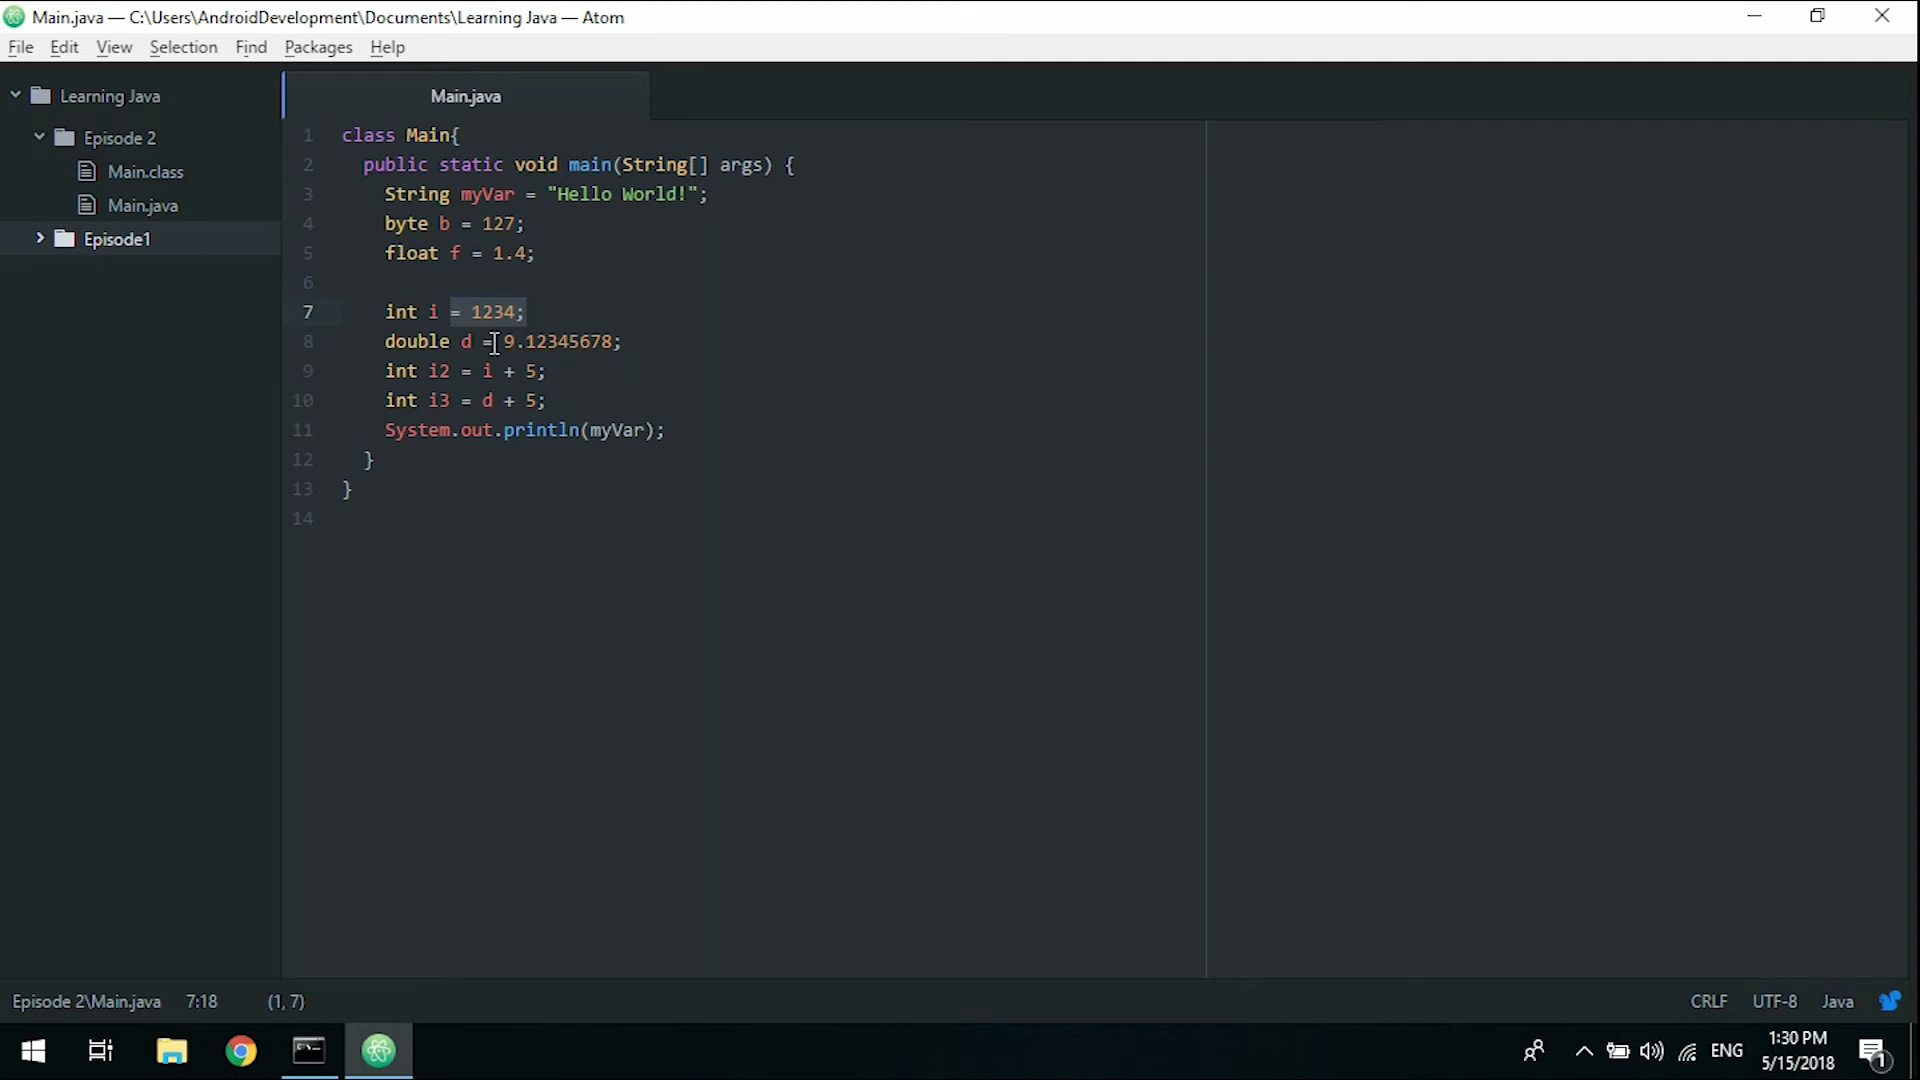 Main.java — C:\Users\AndroidDevelopment\Documents\Learning Java — Atom
File Edit View Selection Find Packages Help
Learning Java
Episode 2
Main.class
Main.java
Episode1
Main.java
1 class Main{
2 public static void main(String[] args) {
3 String myVar = "Hello World!";
4 byte b = 127;
5 float f = 1.4;
6
7 int i = 1234;
8 double d = 9.12345678;
9 int i2 = i + 5;
10 int i3 = d + 5;
11 System.out.println(myVar);
12 }
13 }
14
Episode 2\Main.java 7:18 (1, 7) CRLF UTF-8 Java
ENG
1:30 PM
5/15/2018
1